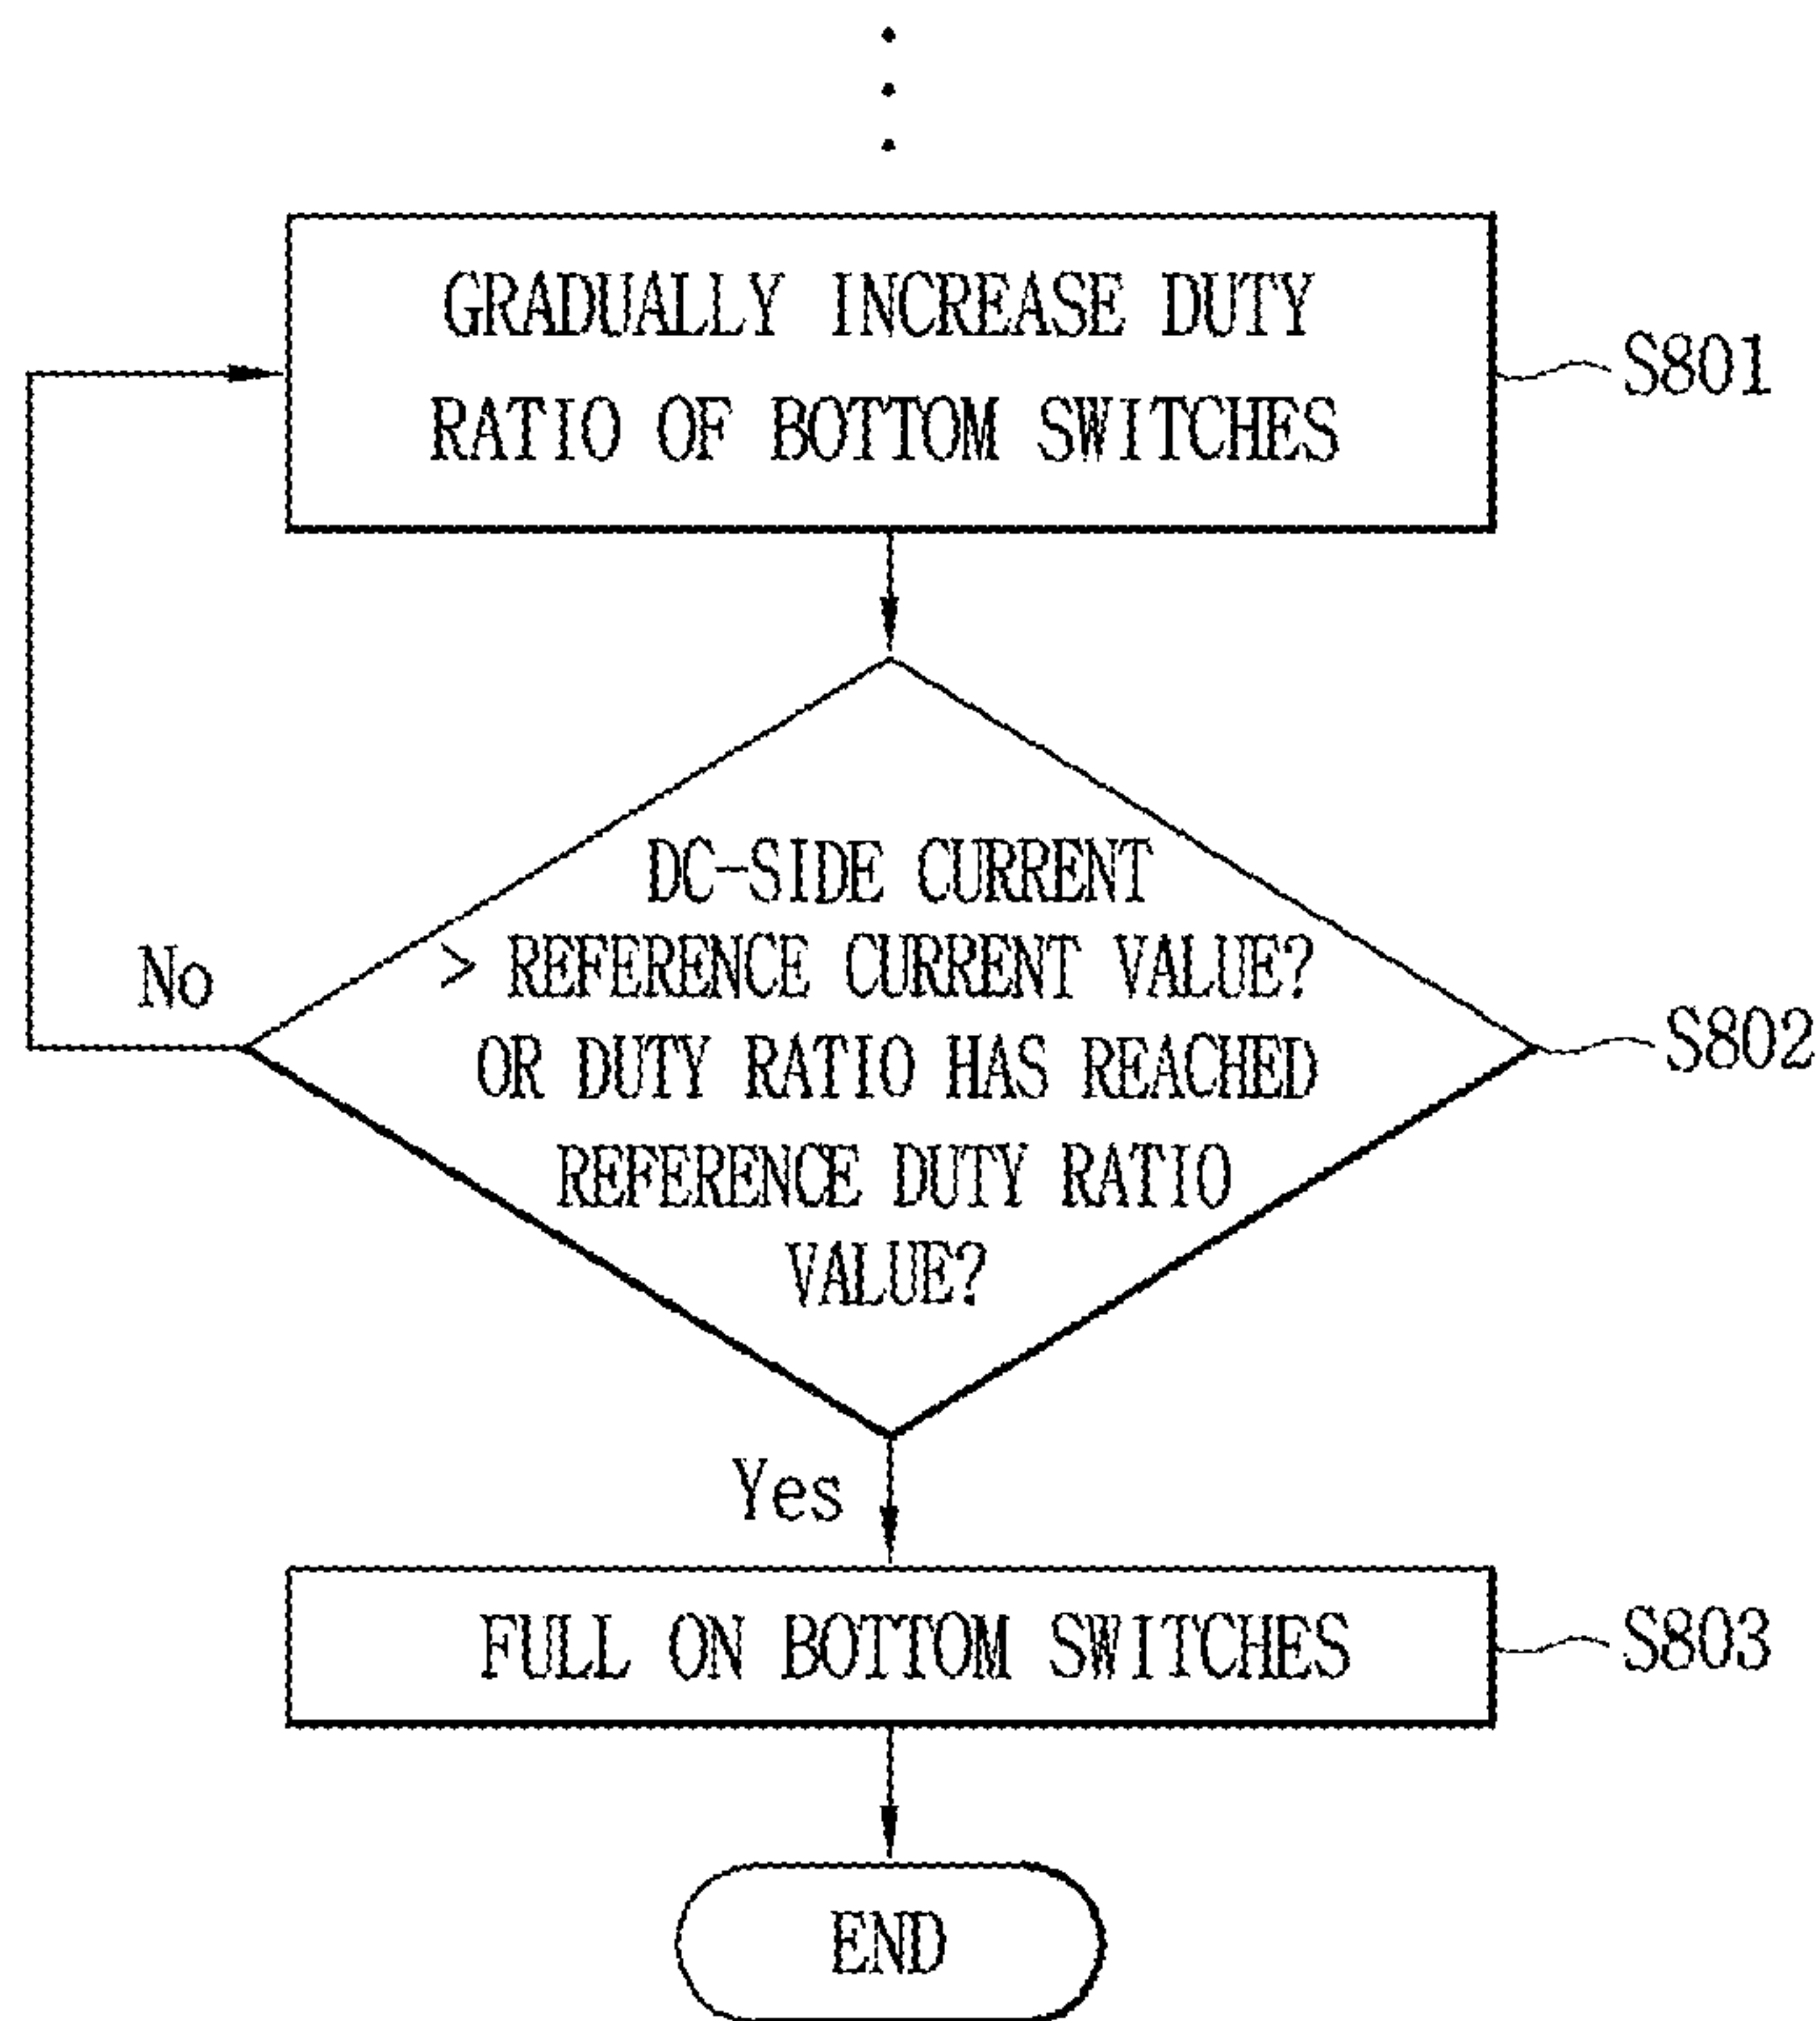 GRADUALLY INCREASE DUTY
RATIO OF BOTTOM SWITCHES
S801
DC-SIDE CURRENT
> REFERENCE CURRENT VALUE?
OR DUTY RATIO HAS REACHED
REFERENCE DUTY RATIO
VALUE?
No
S802
Yes
FULL ON BOTTOM SWITCHES
S803
END